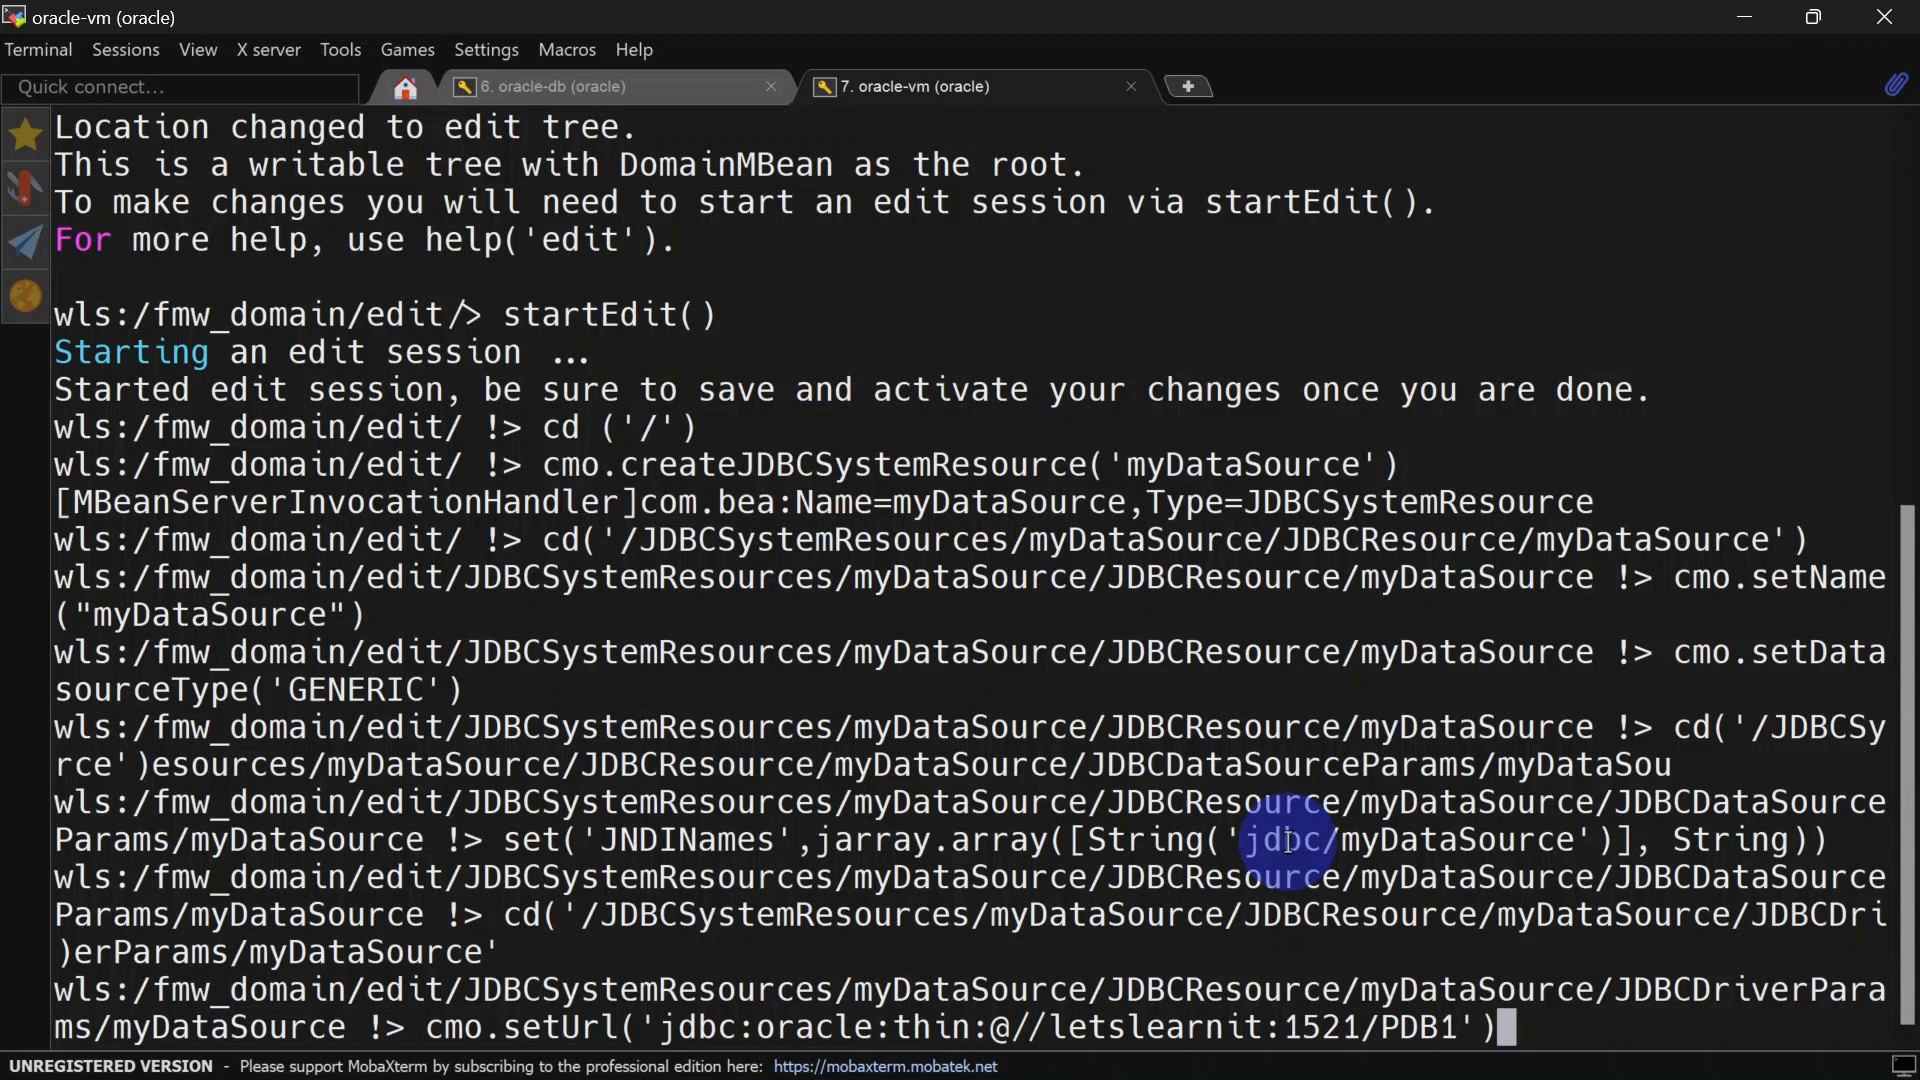 oracle-vm (oracle)
Terminal Sessions View X server Tools Games Settings Macros Help
Quick connect...
6. oracle-db (oracle)
7. oracle-vm (oracle)
Location changed to edit tree.
This is a writable tree with DomainMBean as the root.
To make changes you will need to start an edit session via startEdit().
For more help, use help('edit').
wls:/fmw_domain/edit/> startEdit()
Starting an edit session ...
Started edit session, be sure to save and activate your changes once you are done.
wls:/fmw_domain/edit/ !> cd ('/')
wls:/fmw_domain/edit/ !> cmo.createJDBCSystemResource('myDataSource')
[MBeanServerInvocationHandler]com.bea:Name=myDataSource,Type=JDBCSystemResource
wls:/fmw_domain/edit/ !> cd('/JDBCSystemResources/myDataSource/JDBCResource/myDataSource')
wls:/fmw_domain/edit/JDBCSystemResources/myDataSource/JDBCResource/myDataSource !> cmo.setName
("myDataSource")
wls:/fmw_domain/edit/JDBCSystemResources/myDataSource/JDBCResource/myDataSource !> cmo.setData
sourceType('GENERIC')
wls:/fmw_domain/edit/JDBCSystemResources/myDataSource/JDBCResource/myDataSource !> cd('/JDBCSy
rce')esources/myDataSource/JDBCResource/myDataSource/JDBCDataSourceParams/myDataSou
wls:/fmw_domain/edit/JDBCSystemResources/myDataSource/JDBCResource/myDataSource/JDBCDataSource
Params/myDataSource !> set('JNDINames',jarray.array([String('jdbc/myDataSource')], String))
wls:/fmw_domain/edit/JDBCSystemResources/myDataSource/JDBCResource/myDataSource/JDBCDataSource
Params/myDataSource !> cd('/JDBCSystemResources/myDataSource/JDBCResource/myDataSource/JDBCDri
)erParams/myDataSource'
wls:/fmw_domain/edit/JDBCSystemResources/myDataSource/JDBCResource/myDataSource/JDBCDriverPara
ms/myDataSource !> cmo.setUrl('jdbc:oracle:thin:@//letslearnit:1521/PDB1')
UNREGISTERED VERSION - Please support MobaXterm by subscribing to the professional edition here: https://mobaxterm.mobatek.net